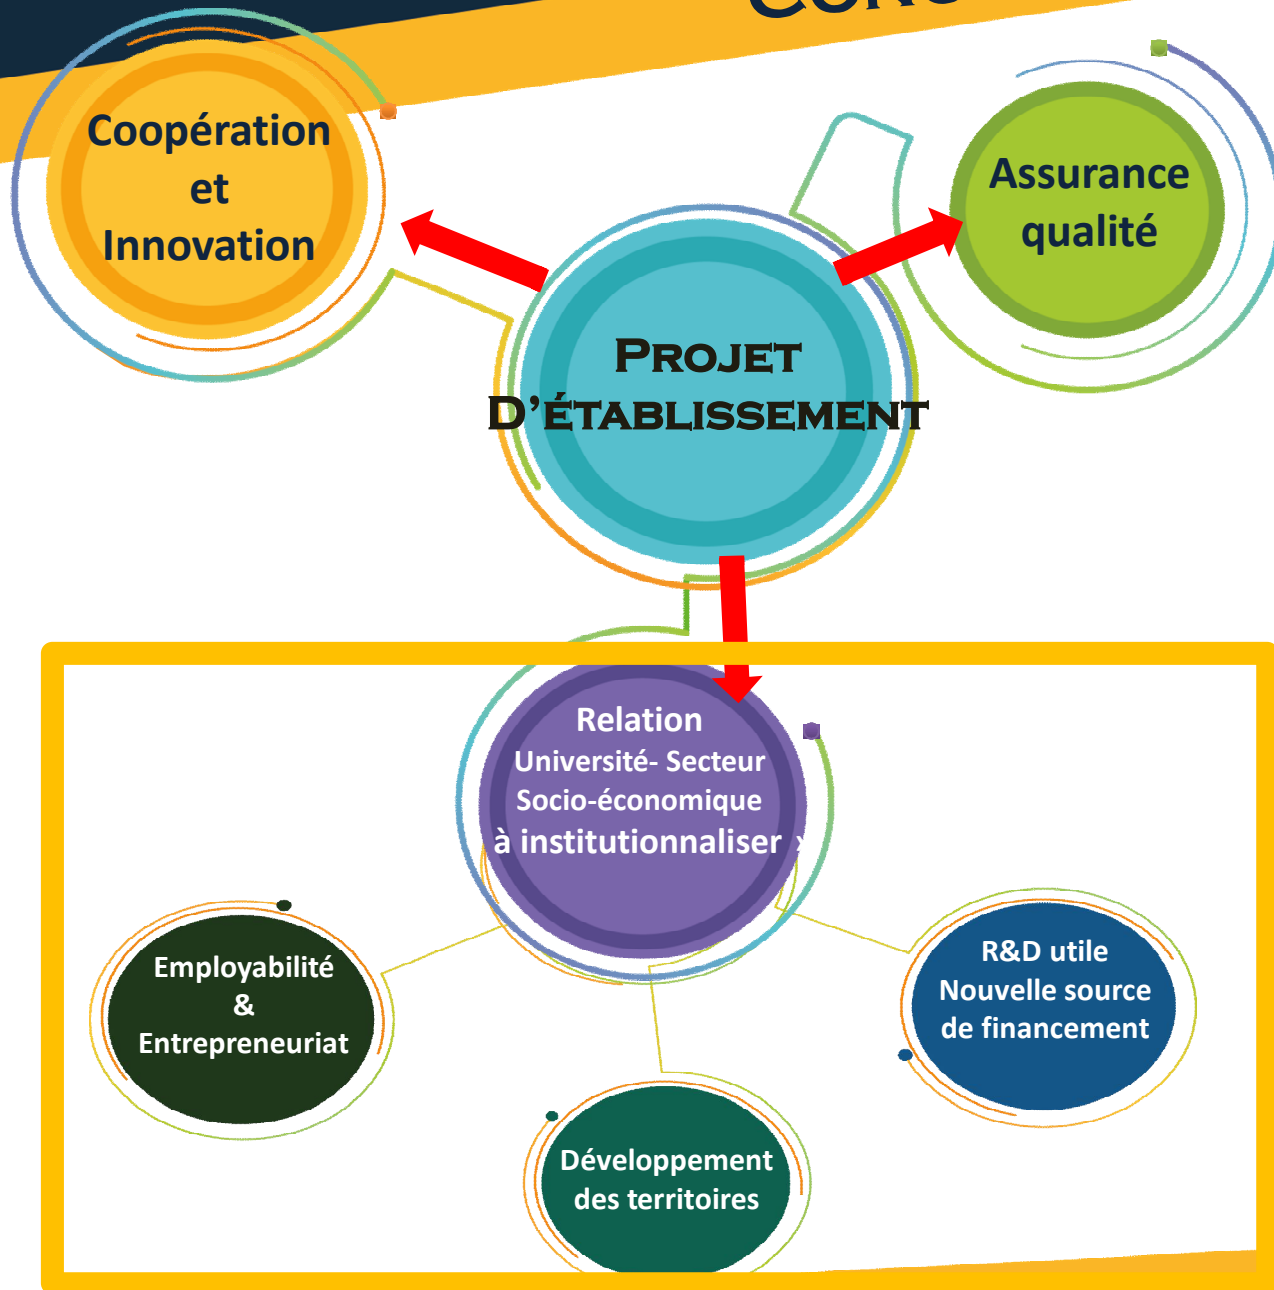 Coopération
et
Innovation
Assurance
qualité
PROJET
D’ÉTABLISSEMENT
Relation
Université- Secteur
Socio-économique
à institutionnaliser »
Employabilité
&
Entrepreneuriat
R&D utile
Nouvelle source
de financement
Développement
des territoires